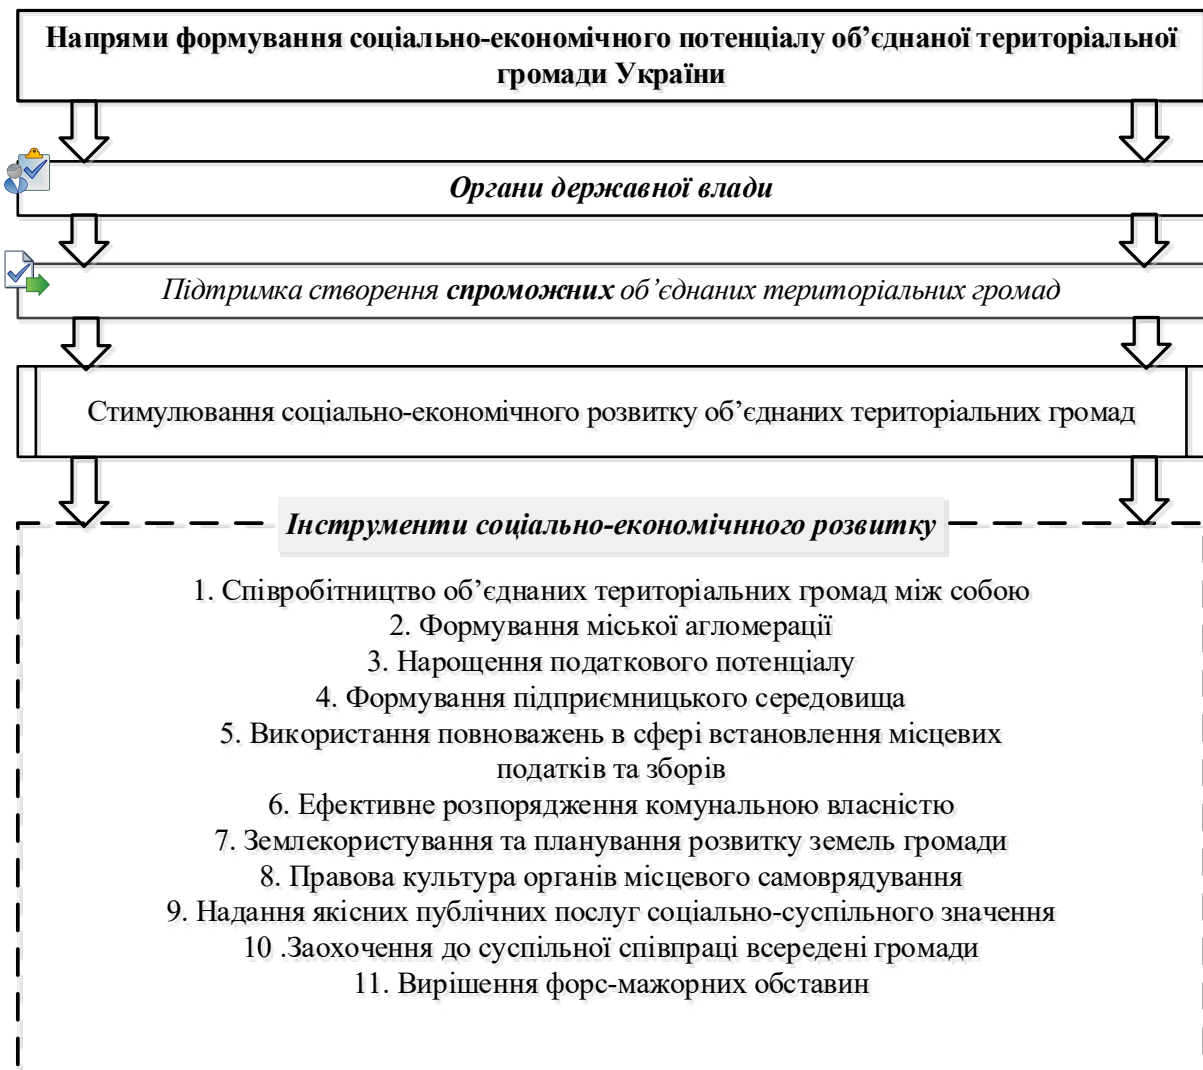 Напрями формування соціально-економічного потенціалу об’єднаної територіальної
громади України
Органи державної влади
Підтримка створення спроможних об’єднаних територіальних громад
Стимулювання соціально-економічного розвитку об’єднаних територіальних громад
Інструменти соціально-економічнного розвитку
1. Співробітництво об’єднаних територіальних громад між собою
2. Формування міської агломерації
3. Нарощення податкового потенціалу
4. Формування підприємницького середовища
5. Використання повноважень в сфері встановлення місцевих
податків та зборів
6. Ефективне розпорядження комунальною власністю
7. Землекористування та планування розвитку земель громади
8. Правова культура органів місцевого самоврядування
9. Надання якісних публічних послуг соціально-суспільного значення
10 .Заохочення до суспільної співпраці всередені громади
11. Вирішення форс-мажорних обставин